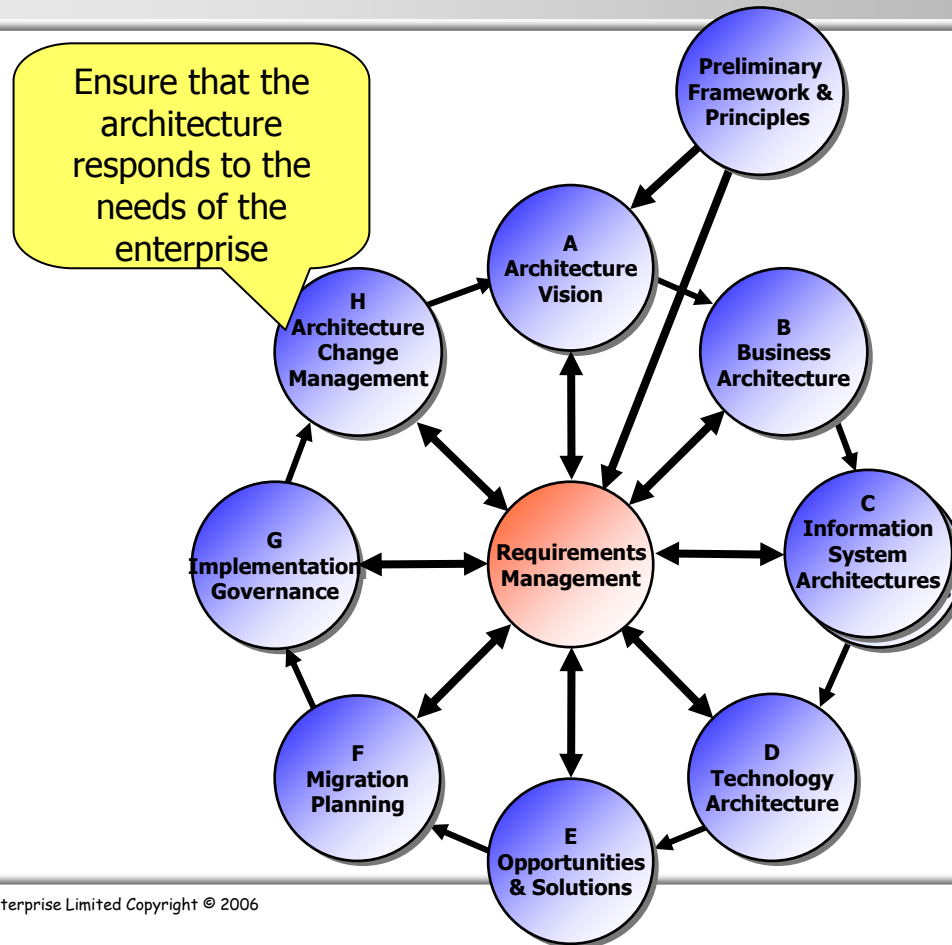 Ensure that the
architecture
responds to the
needs of the
enterprise
Preliminary
Framework &
Principles
A
Architecture
Vision
H
Architecture
Change
Management
B
Business
Architecture
C
Information
System
Architectures
G
Implementation
Governance
Requirements
Management
F
Migration
Planning
D
Technology
Architecture
E
Opportunities
& Solutions
terprise Limited Copyright © 2006